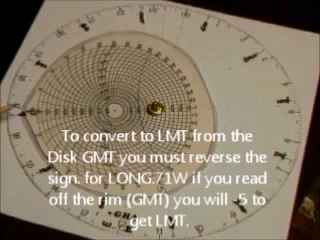 To convert to LMT from the
Disk GMT you must reverse the
sign. for LONG.71W if you read
off the rim (GMT) you will -5 to
get LMT.